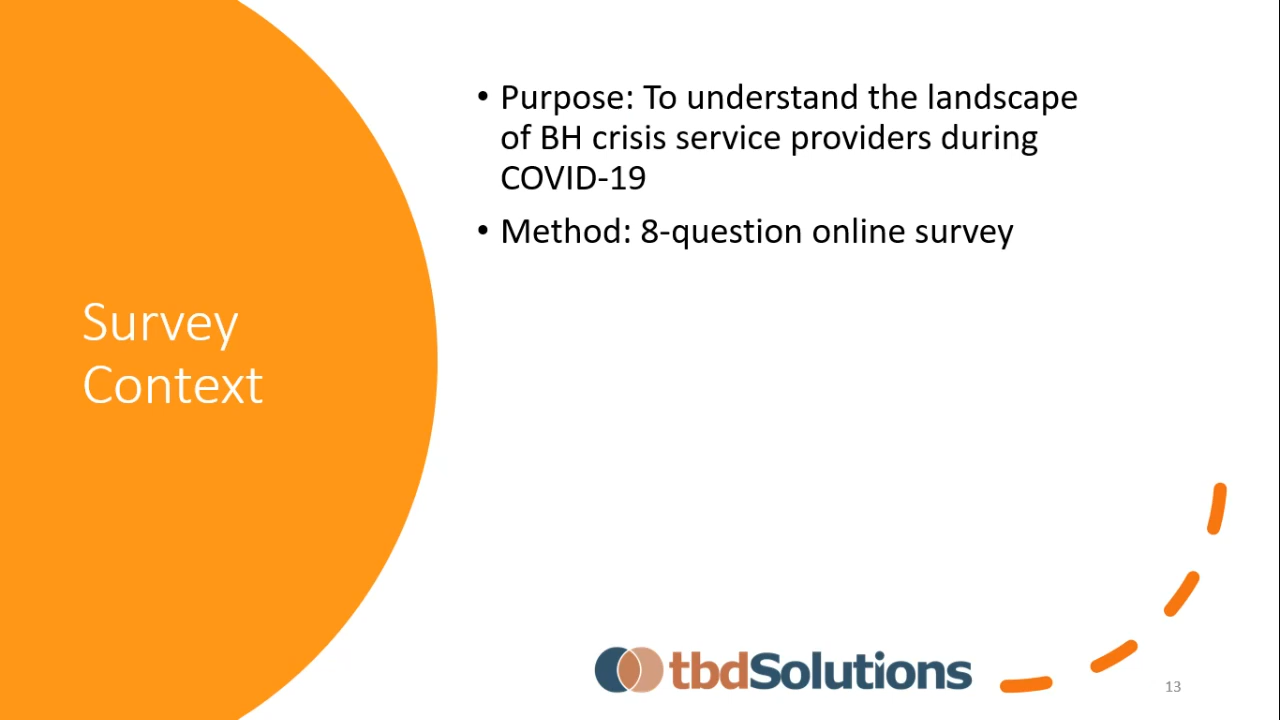 Survey
Context
• Purpose: To understand the landscape
of BH crisis service providers during
COVID-19
• Method: 8-question online survey
tbdSolutions
13